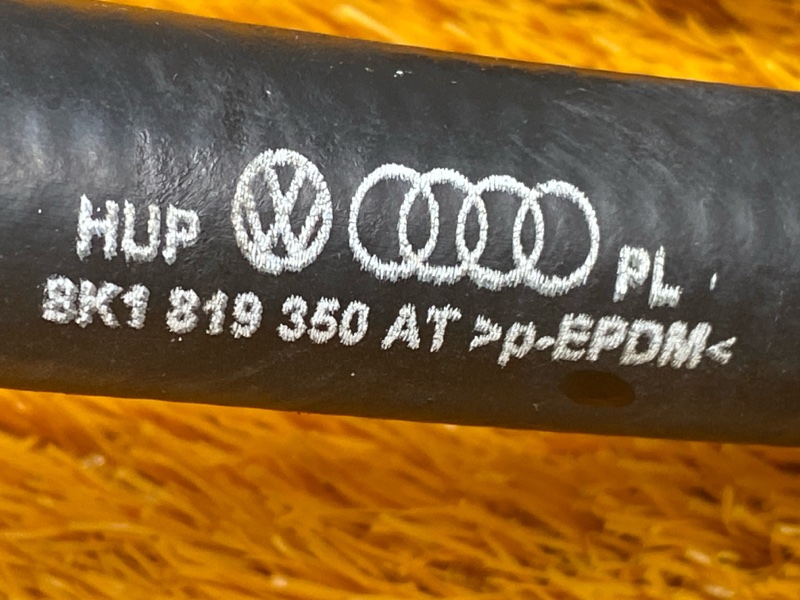 HUP PL
8K1 819 350 AT >p-EPDM<